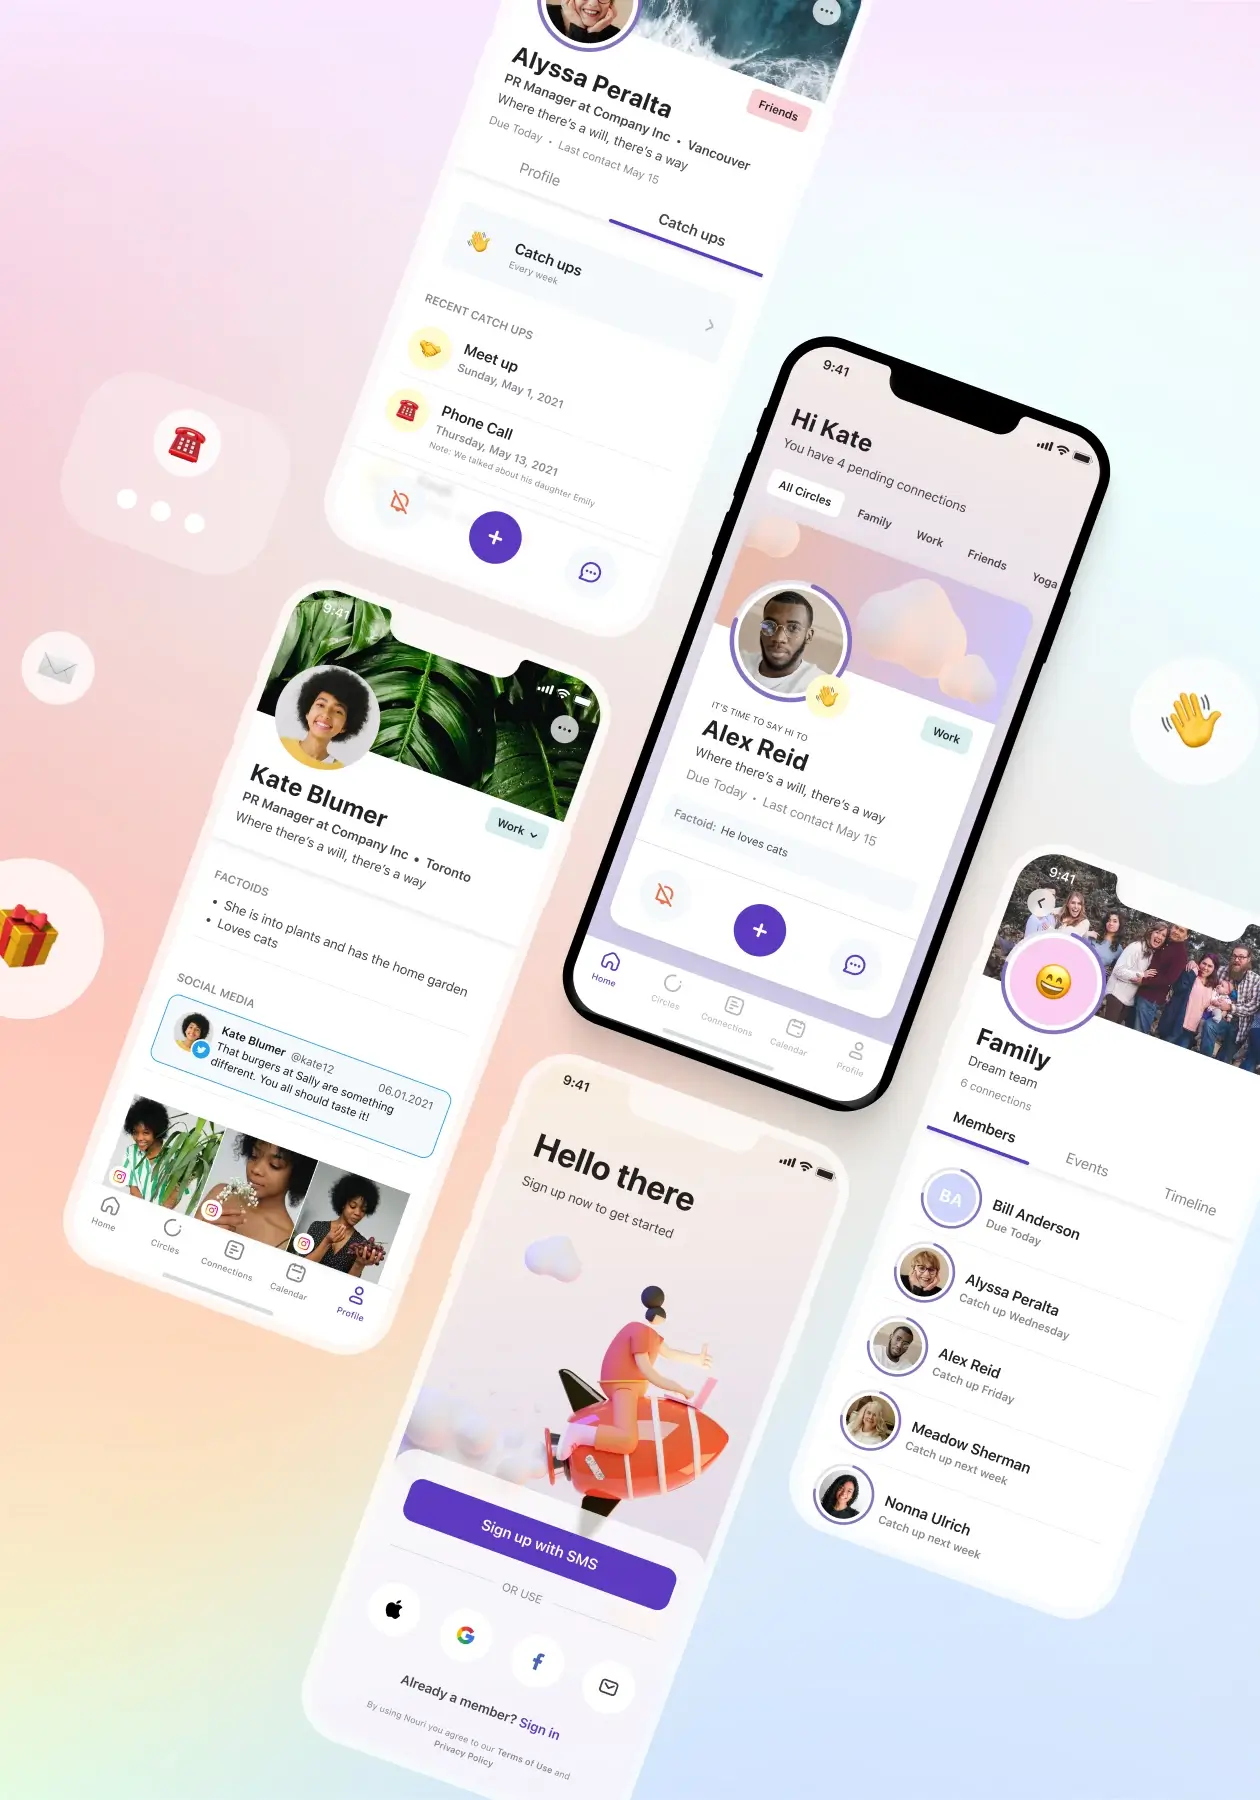 Alyssa Peralta
PR Manager at Company Inc • Vancouver
Where there's a will, there's a way
Due Today • Last contact May 15
Friends
Profile
Catch ups
Catch ups
Every week
RECENT CATCH UPS
Meet up
Sunday, May 1, 2021
Phone Call
Thursday, May 13, 2021
Note: We talked about his daughter Emily
9:41
Hi Kate
You have 4 pending connections
All Circles
Family
Work
Friends
Yoga
IT'S TIME TO SAY HI TO
Alex Reid
Where there's a will, there's a way
Due Today • Last contact May 15
Work
Factoid: He loves cats
Home
Circles
Connections
Calendar
Profile
9:41
Kate Blumer
PR Manager at Company Inc • Toronto
Where there's a will, there's a way
Work
FACTOIDS
• She is into plants and has the home garden
• Loves cats
SOCIAL MEDIA
Kate Blumer @kate12
06.01.2021
That burgers at Sally are something
different. You all should taste it!
Home
Circles
Connections
Calendar
Profile
9:41
Family
Dream team
6 connections
Members
Events
Timeline
BA
Bill Anderson
Due Today
Alyssa Peralta
Catch up Wednesday
Alex Reid
Catch up Friday
Meadow Sherman
Catch up next week
Nonna Ulrich
Catch up next week
9:41
Hello there
Sign up now to get started
Sign up with SMS
OR USE
Already a member? Sign in
By using Nouri you agree to our Terms of Use and
Privacy Policy